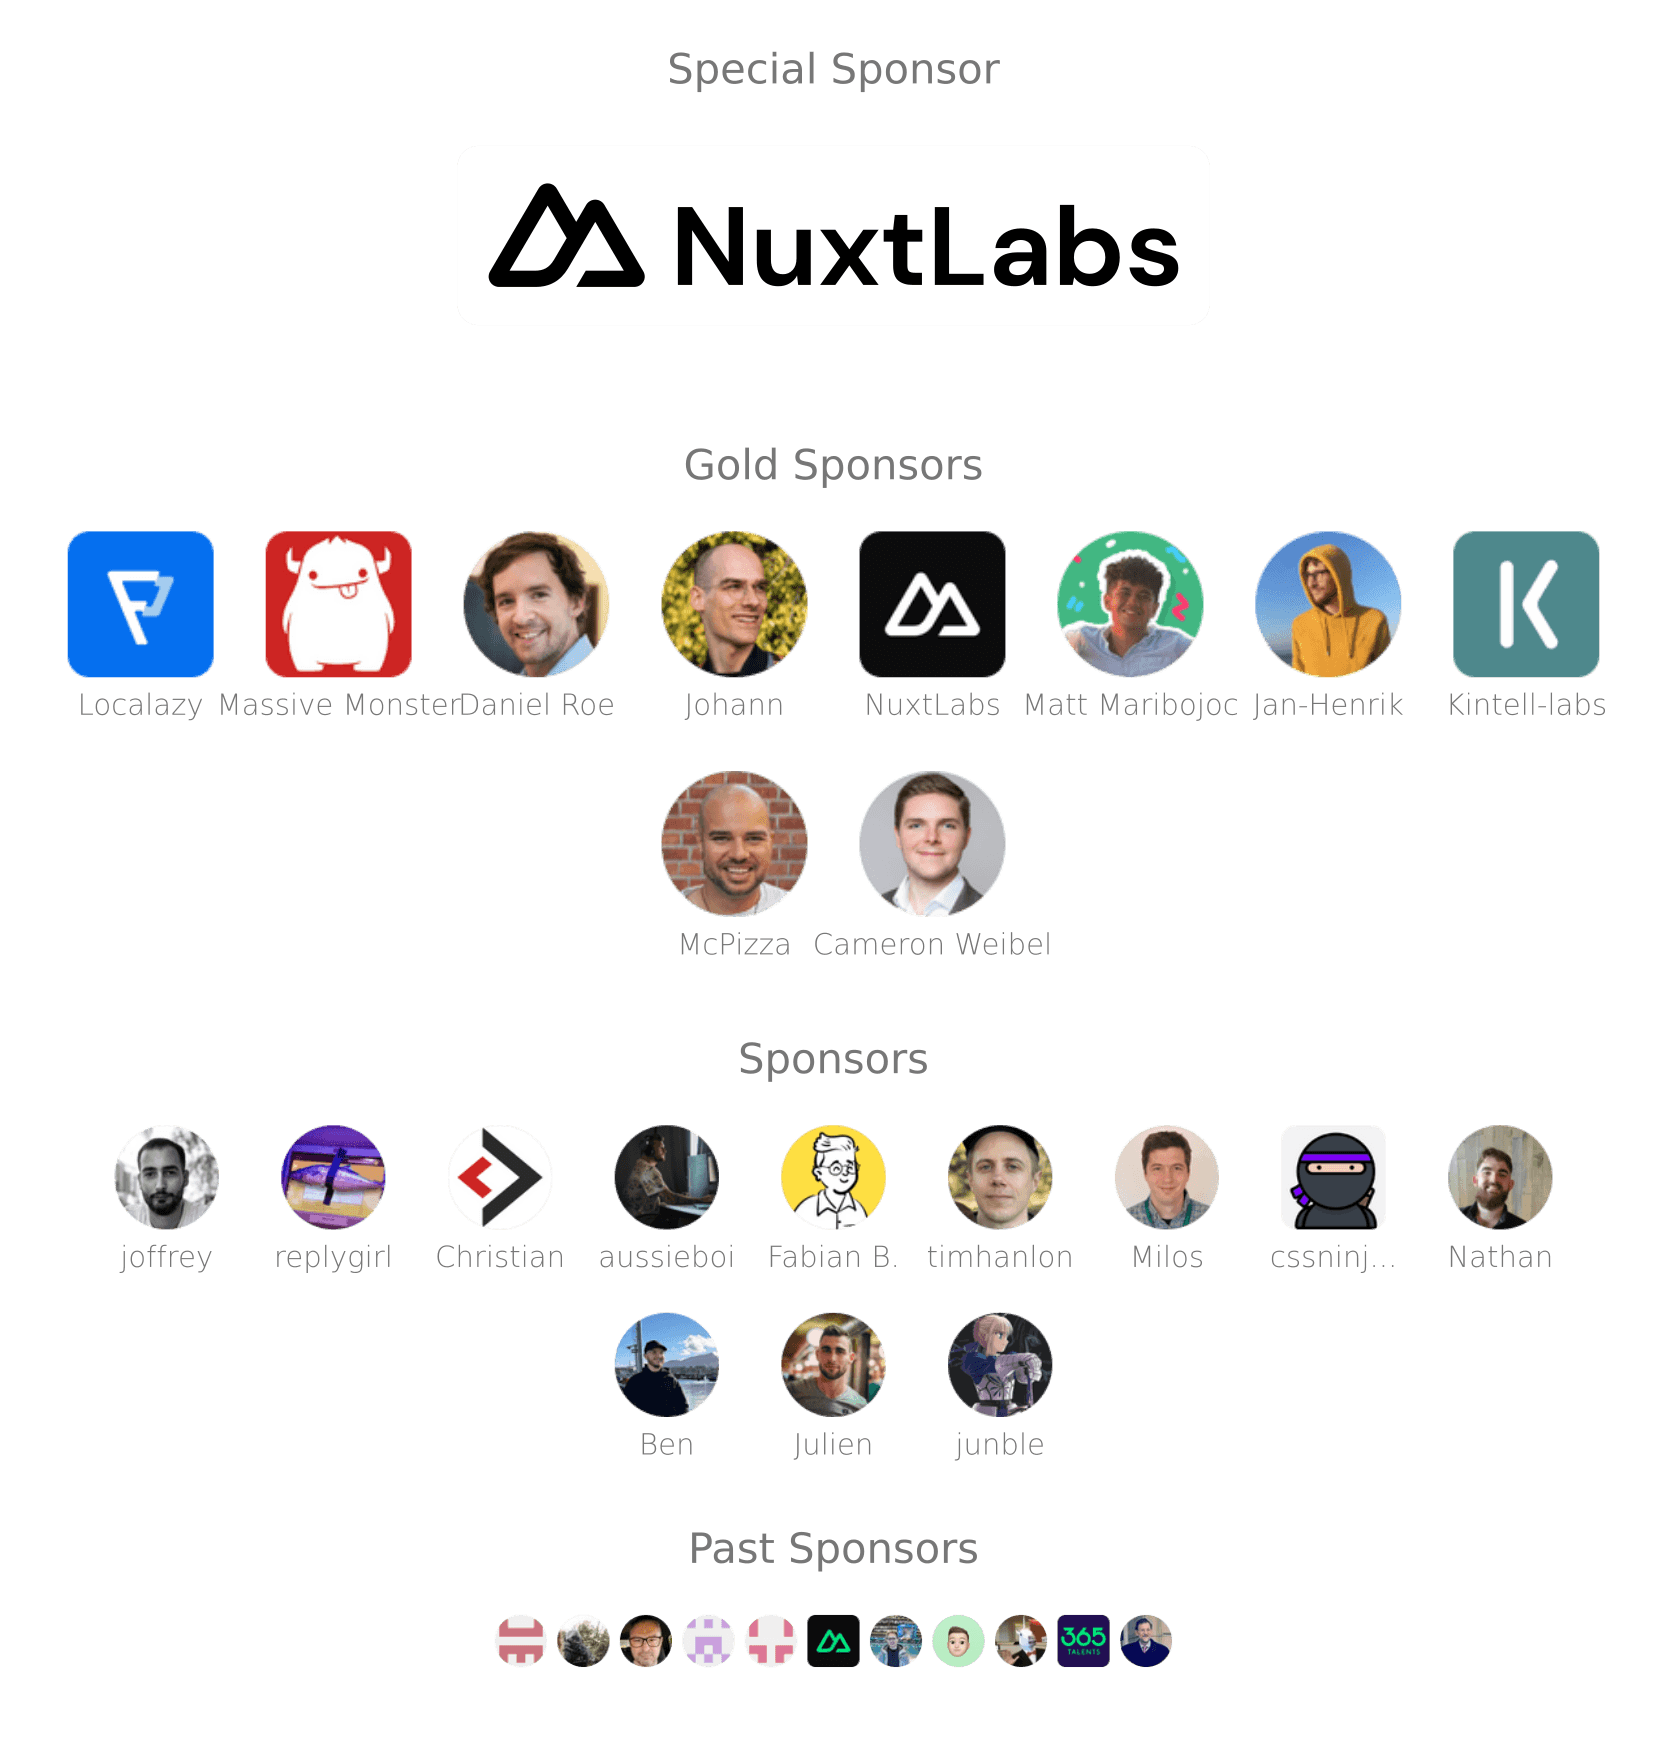 Special Sponsor
NuxtLabs
Gold Sponsors
Localazy Massive Monster Daniel Roe Johann NuxtLabs Matt Maribojoc Jan-Henrik Kintell-labs
McPizza Cameron Weibel
Sponsors
joffrey replygirl Christian aussieboi Fabian B. timhanlon Milos cssninj... Nathan
Ben Julien junble
Past Sponsors
365
TALENTS